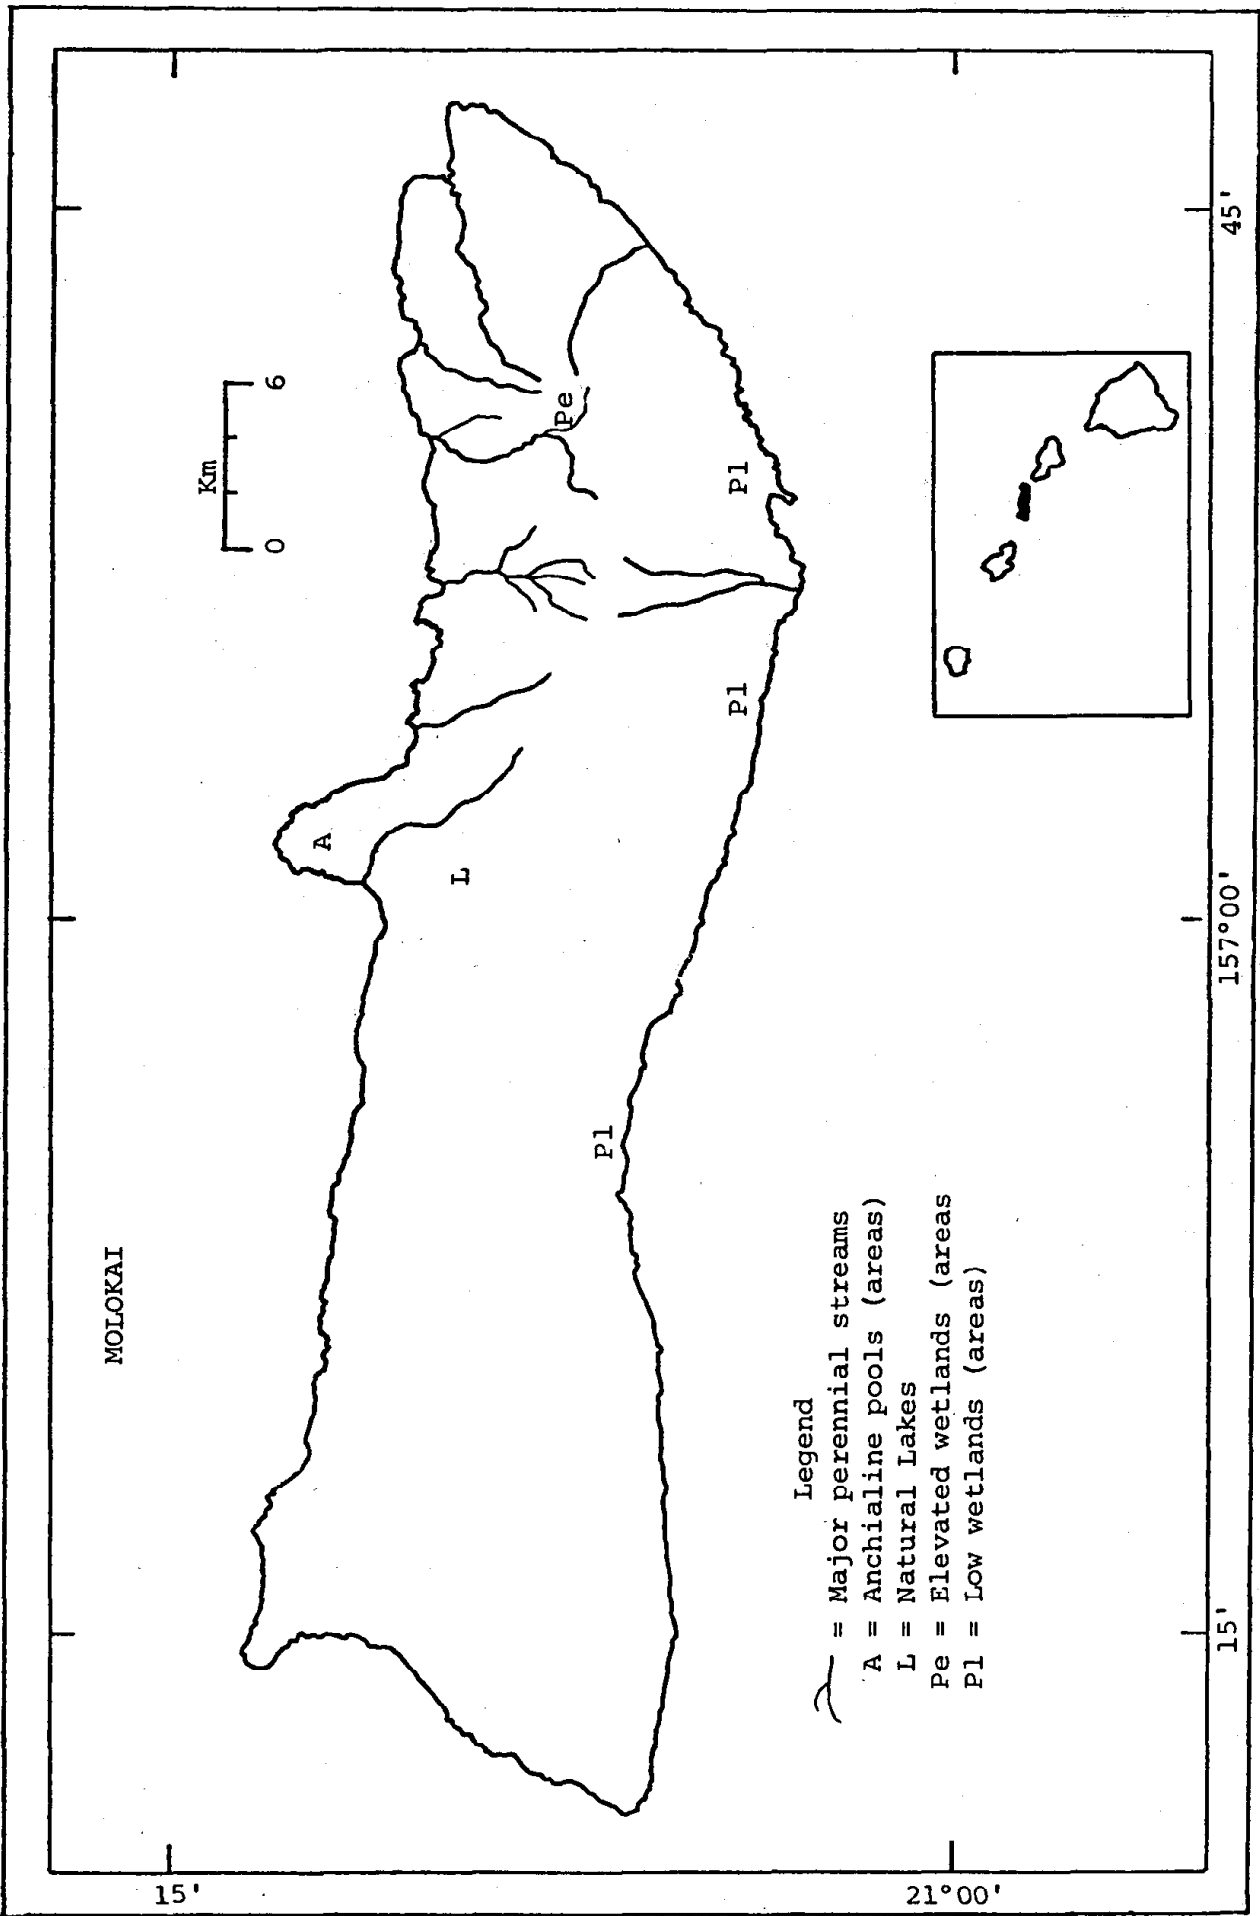 MOLOKAI
Km
0 6
A
L
Pe
Pl
Pl
Pl
Legend
= Major perennial streams
A = Anchialine pools (areas)
L = Natural Lakes
Pe = Elevated wetlands (areas
Pl = Low wetlands (areas)
15'
21°00'
15'
157°00'
45'